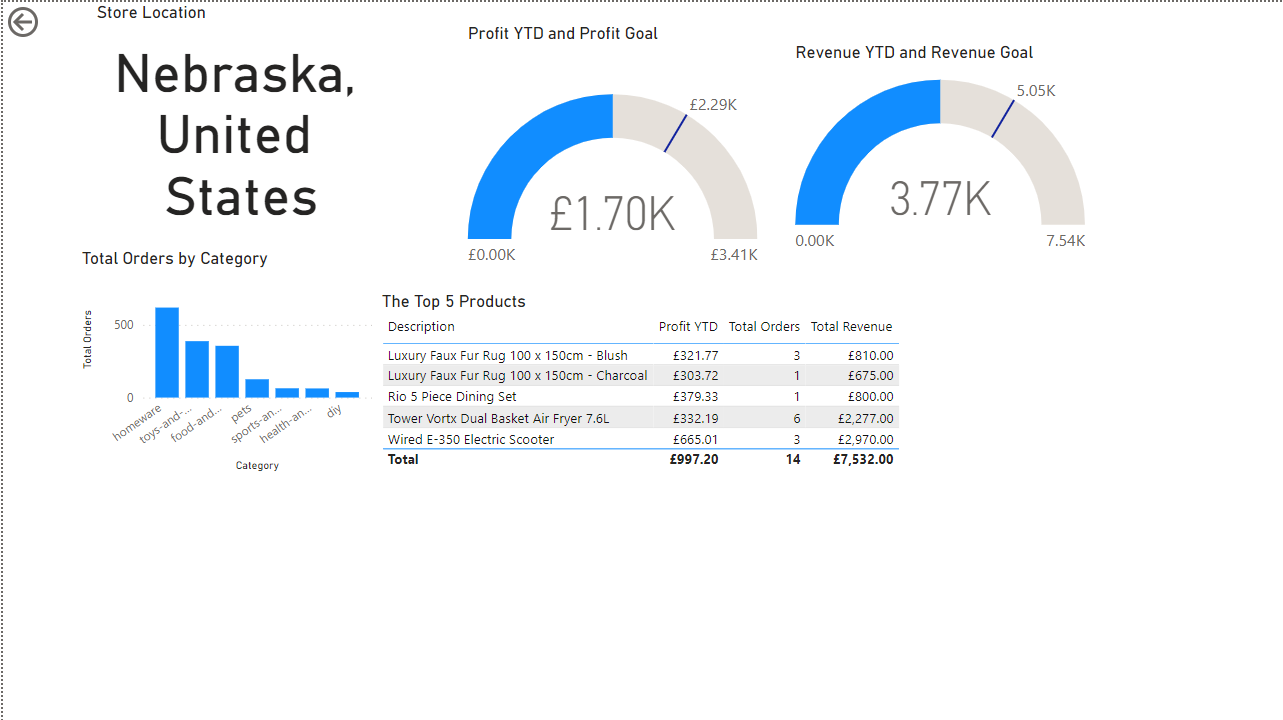 Store Location
Nebraska,
United
States
Profit YTD and Profit Goal
£2.29K
£1.70K
£0.00K
£3.41K
Revenue YTD and Revenue Goal
5.05K
3.77K
0.00K
7.54K
Total Orders by Category
Total Orders
500
0
homeware
toys-and-...
food-and...
pets
sports-an...
health-an...
diy
Category
The Top 5 Products
Description Profit YTD Total Orders Total Revenue
Luxury Faux Fur Rug 100 x 150cm - Blush £321.77 3 £810.00
Luxury Faux Fur Rug 100 x 150cm - Charcoal £303.72 1 £675.00
Rio 5 Piece Dining Set £379.33 1 £800.00
Tower Vortx Dual Basket Air Fryer 7.6L £332.19 6 £2,277.00
Wired E-350 Electric Scooter £665.01 3 £2,970.00
Total £997.20 14 £7,532.00